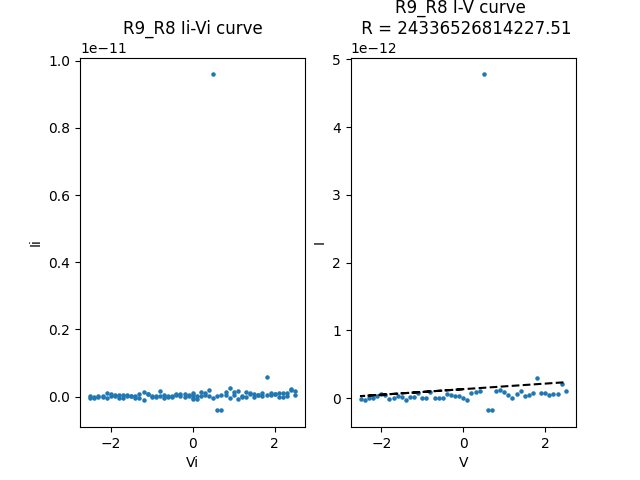 R9_R8 Ii-Vi curve
1e−11
1.0
0.8
0.6
0.4
0.2
0.0
−2
0
2
Ii
Vi
R9_R8 I-V curve
R = 24336526814227.51
1e−12
5
4
3
2
1
0
−2
0
2
I
V